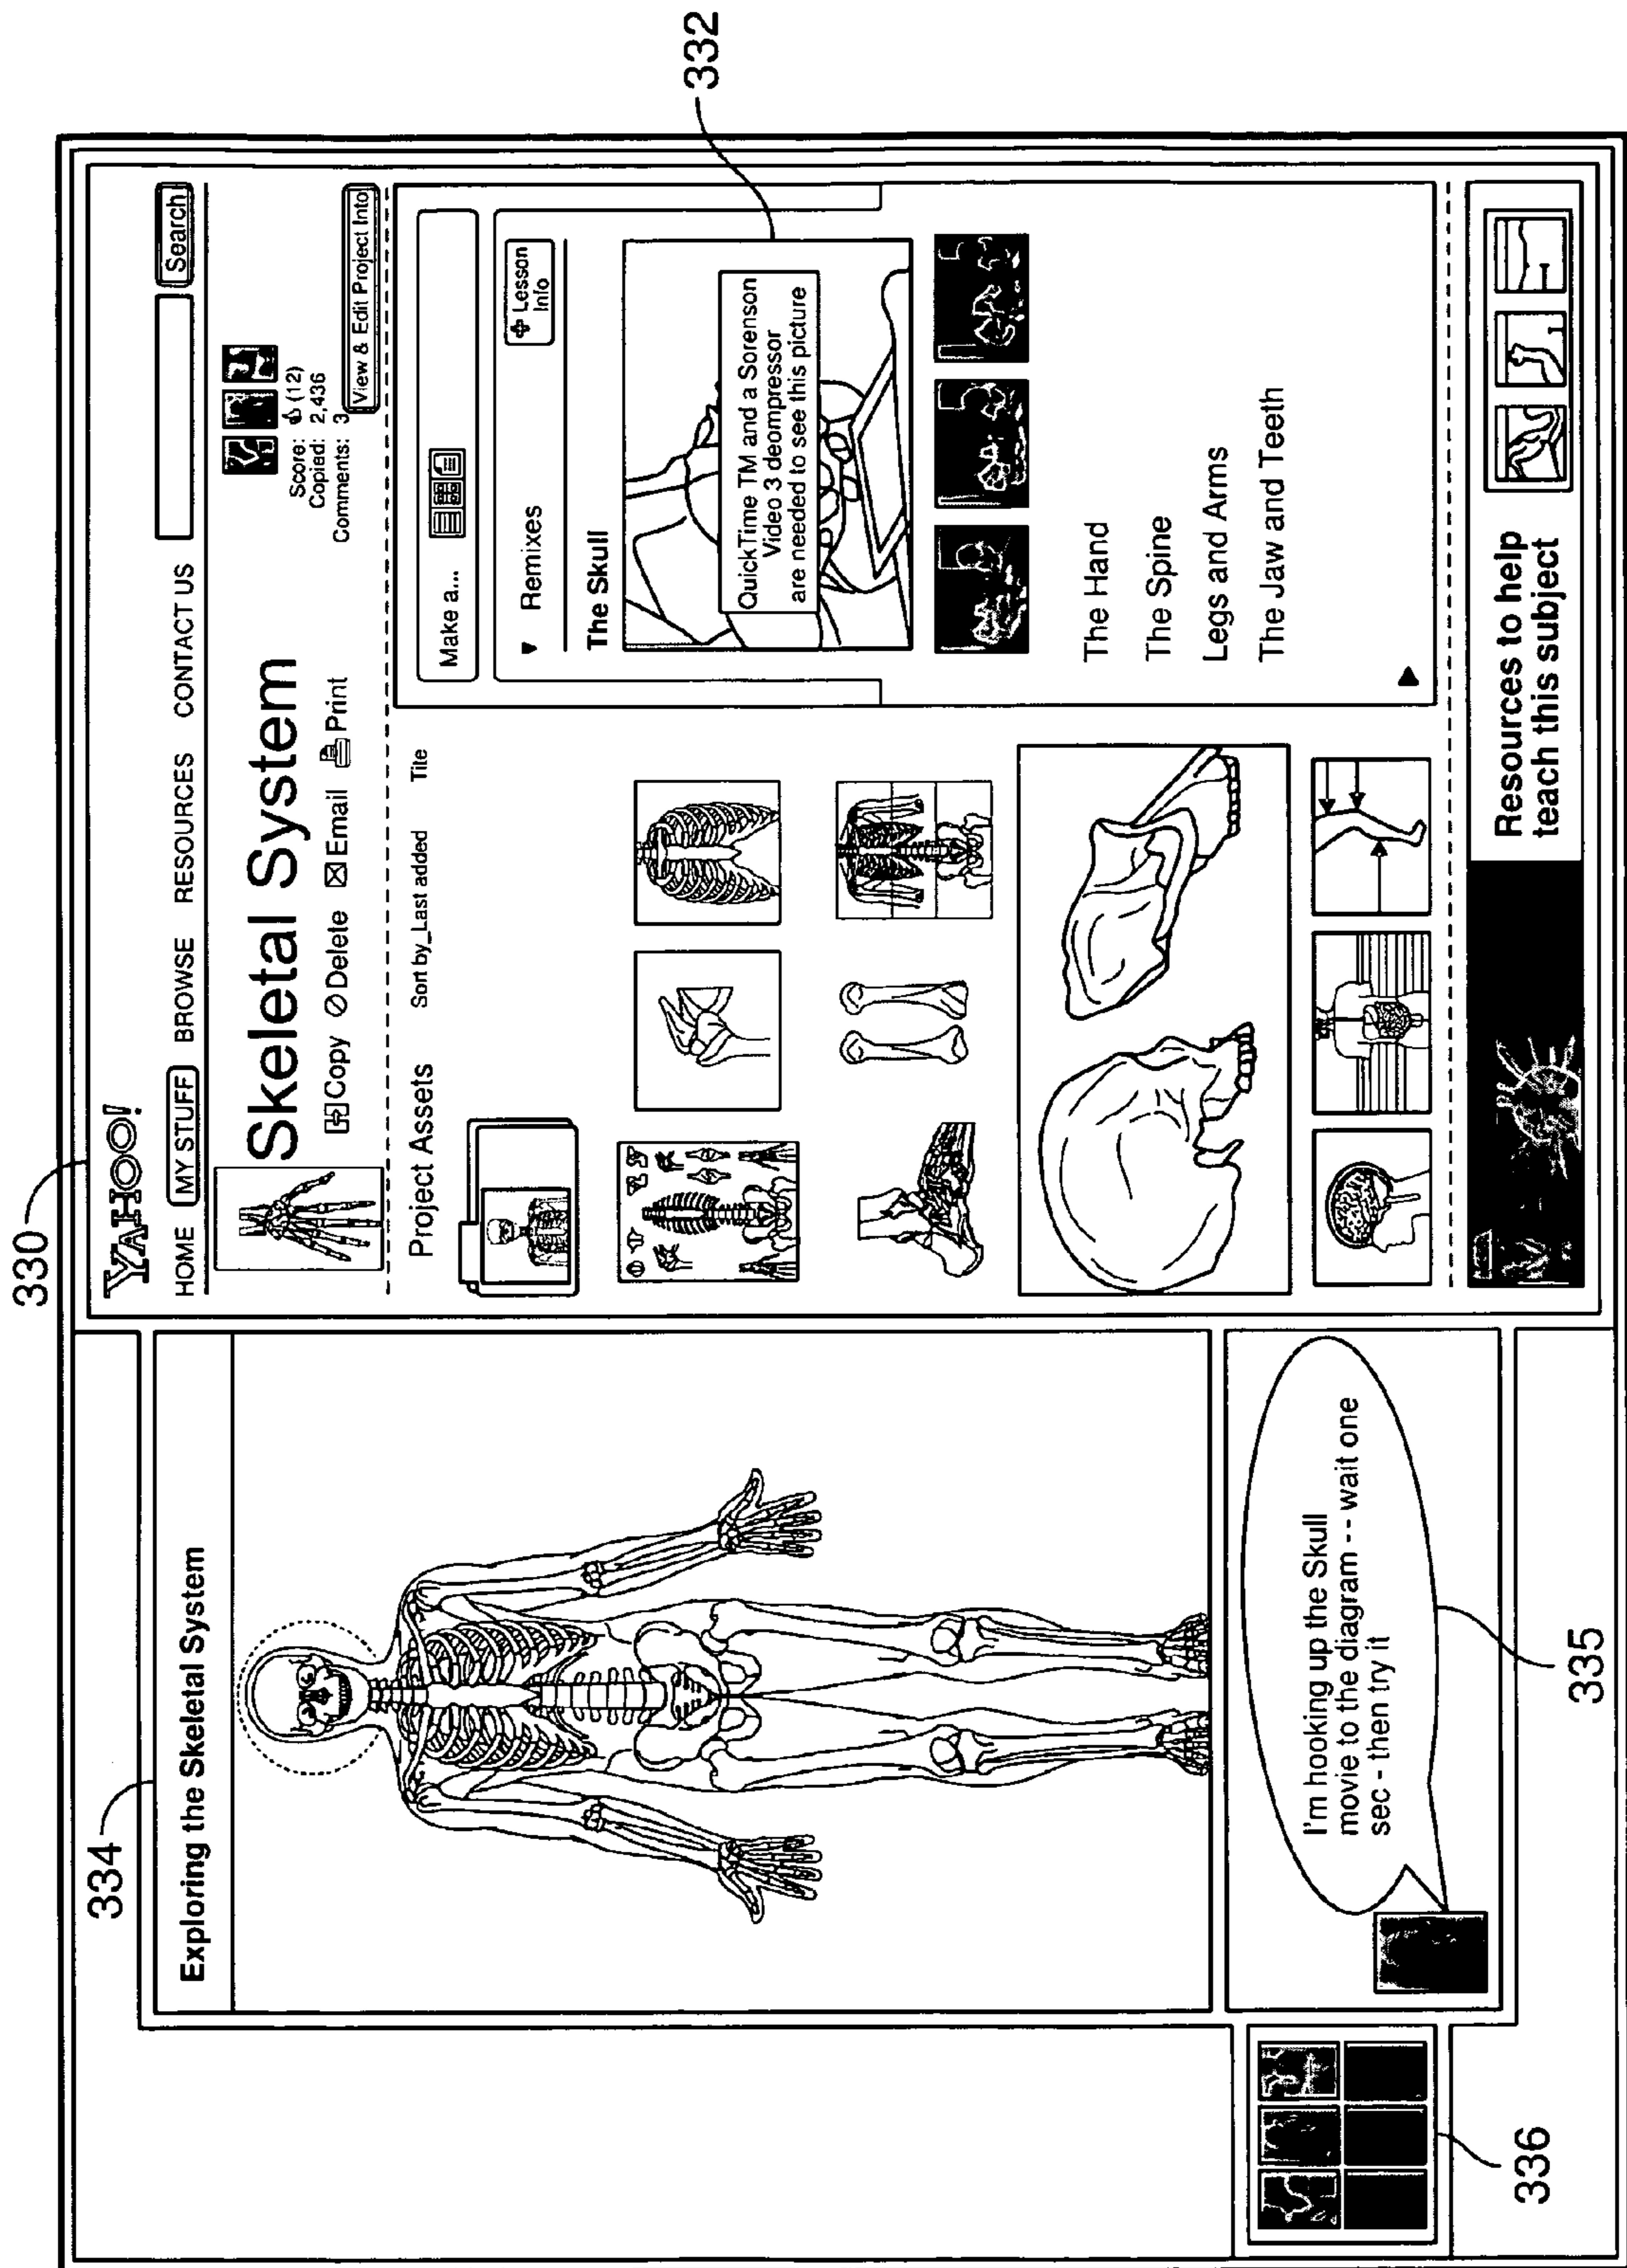 330
YAHOO!
HOME MY STUFF BROWSE RESOURCES CONTACT US Search
Skeletal System
Copy Delete Email Print
Score: (12)
Copied: 2,436
Comments: 3
View & Edit Project Into
Project Assets Sort by_Last added Tite
Make a...
Remixes
Lesson
Info
The Skull
QuickTime TM and a Sorenson
Video 3 deompressor
are needed to see this picture
332
The Hand
The Spine
Legs and Arms
The Jaw and Teeth
Resources to help
teach this subject
334
Exploring the Skeletal System
I'm hooking up the Skull
movie to the diagram -- wait one
sec - then try it
335
336